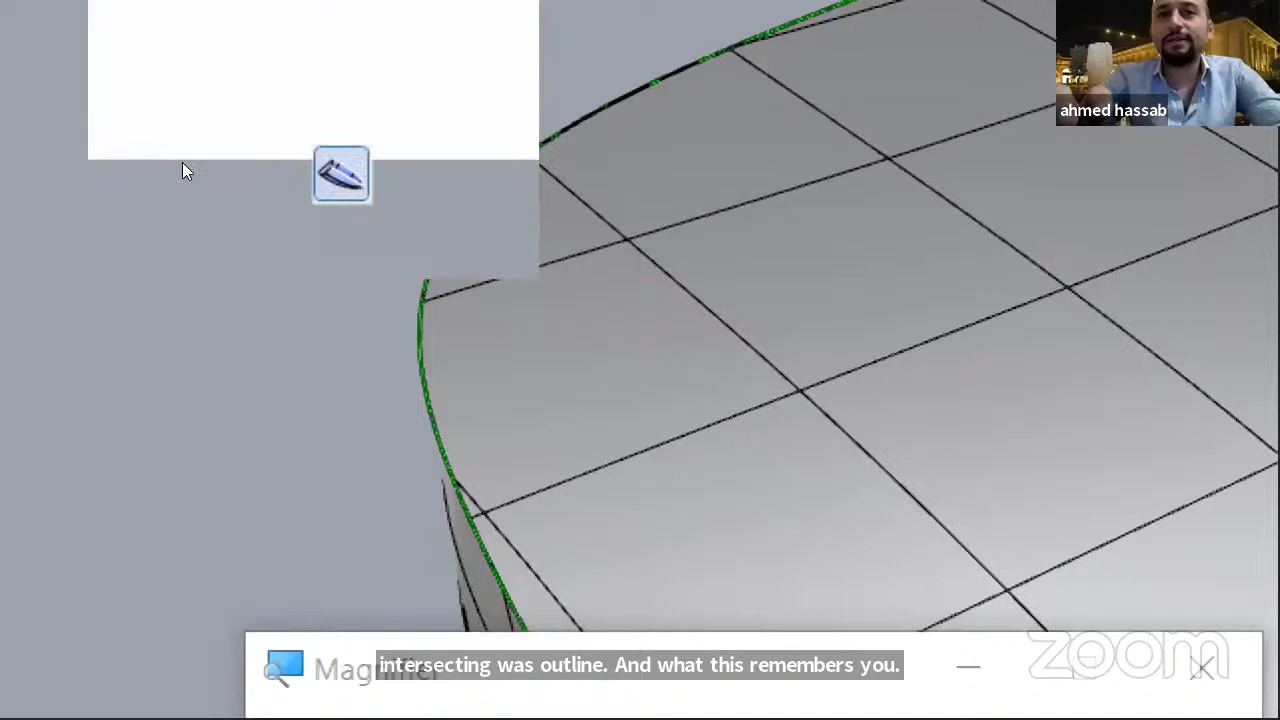 ahmed hassab
intersecting was outline. And what this remembers you.
Magnifier
zoom